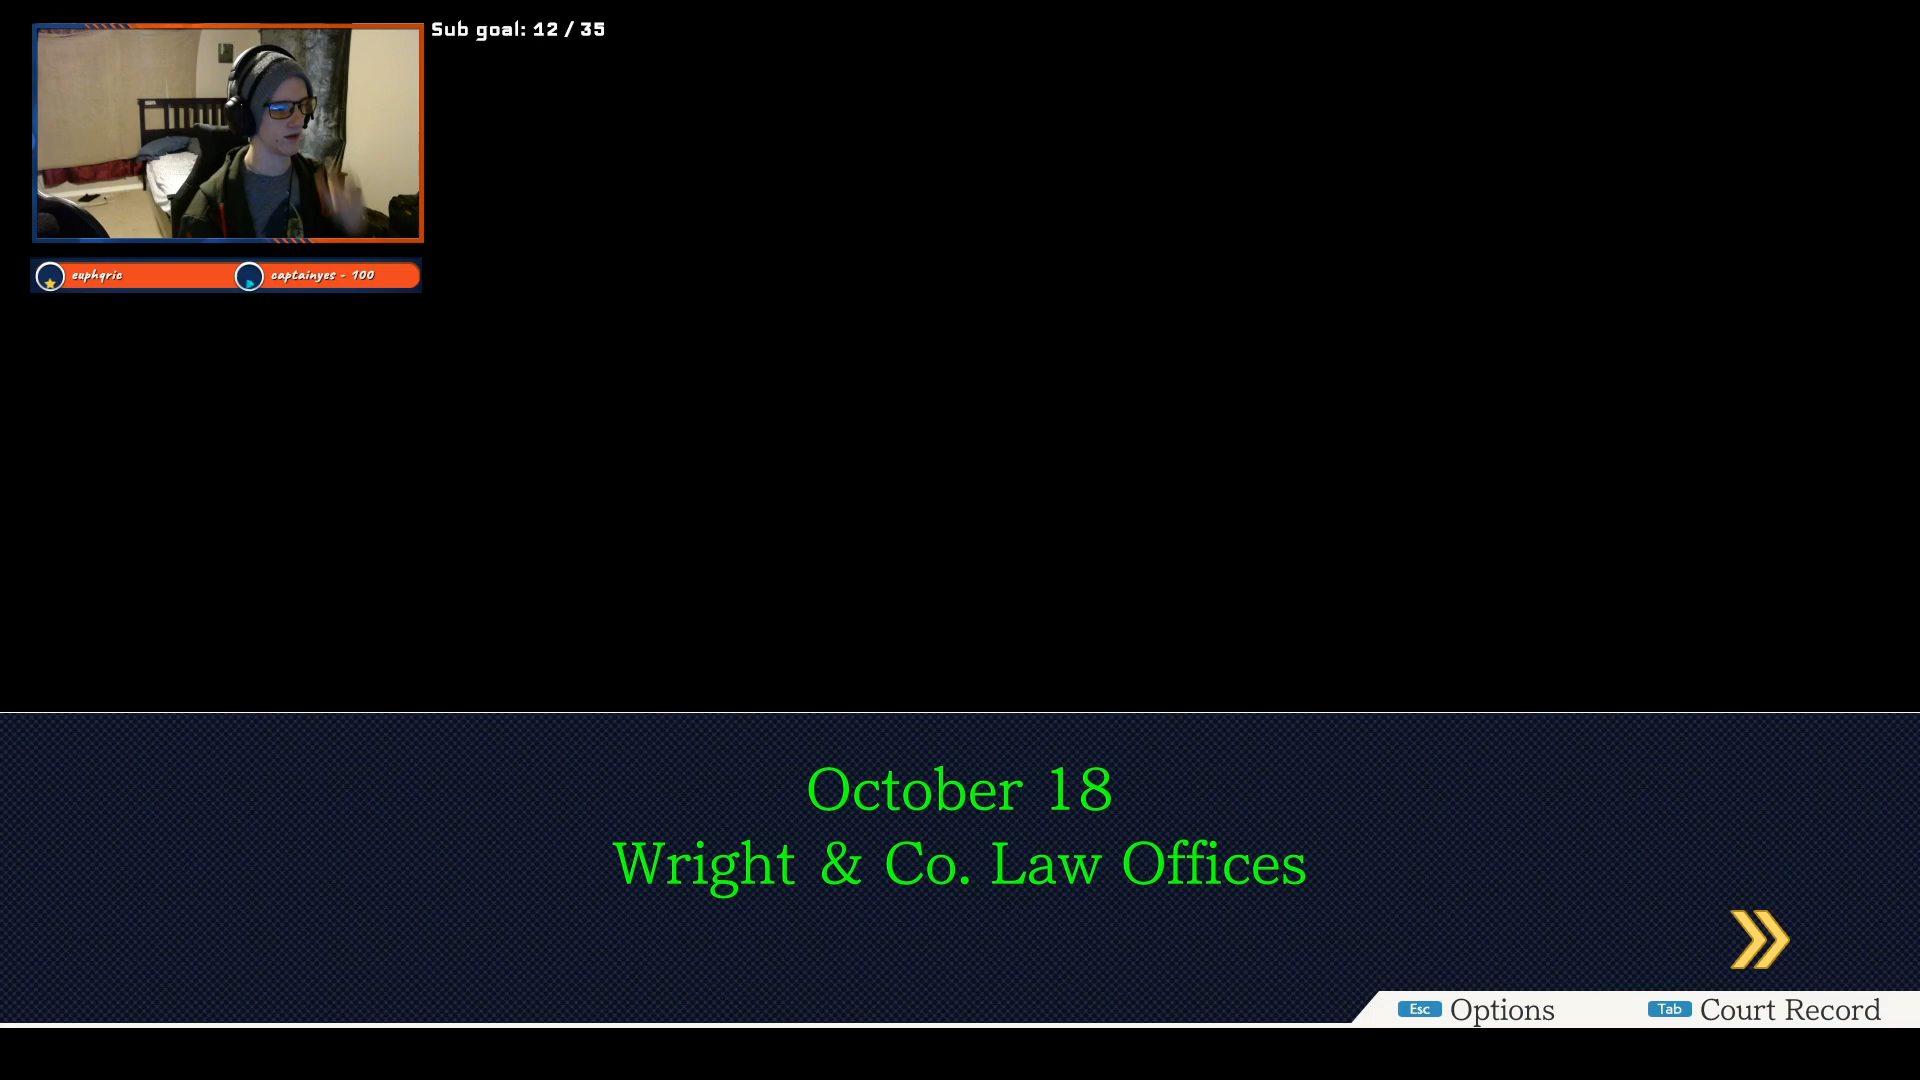 Sub goal: 12 / 35
euphqric
captainyes - 100
October 18
Wright & Co. Law Offices
Esc Options
Tab Court Record